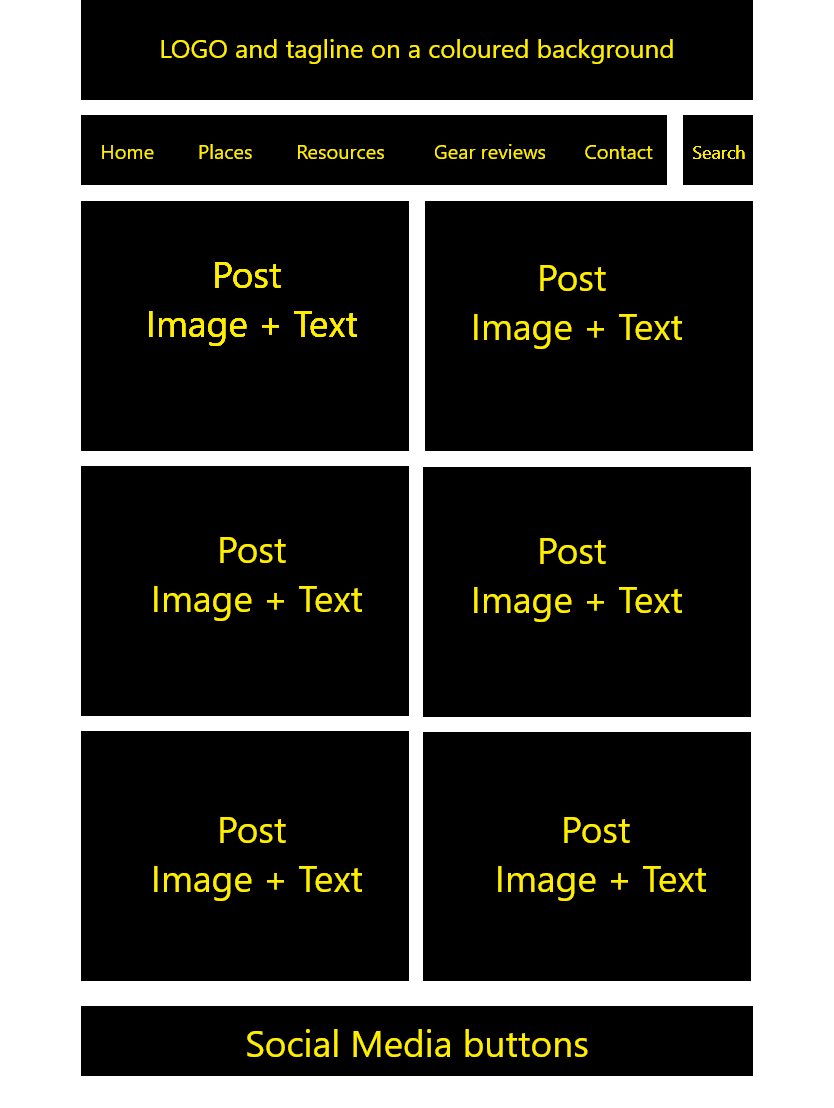 LOGO and tagline on a coloured background
Home Places Resources Gear reviews Contact Search
Post
Image + Text
Post
Image + Text
Post
Image + Text
Post
Image + Text
Post
Image + Text
Post
Image + Text
Social Media buttons